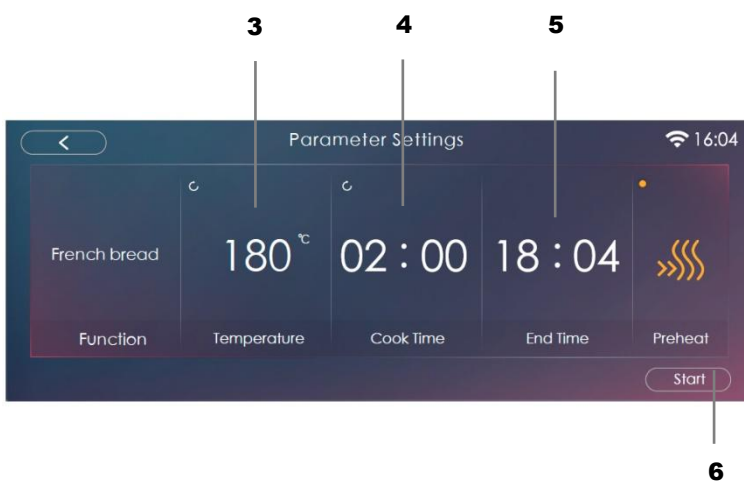 3 4 5
Parameter Settings 16:04
French bread 180 °C 02 : 00 18 : 04
Function Temperature Cook Time End Time Preheat
Start
6